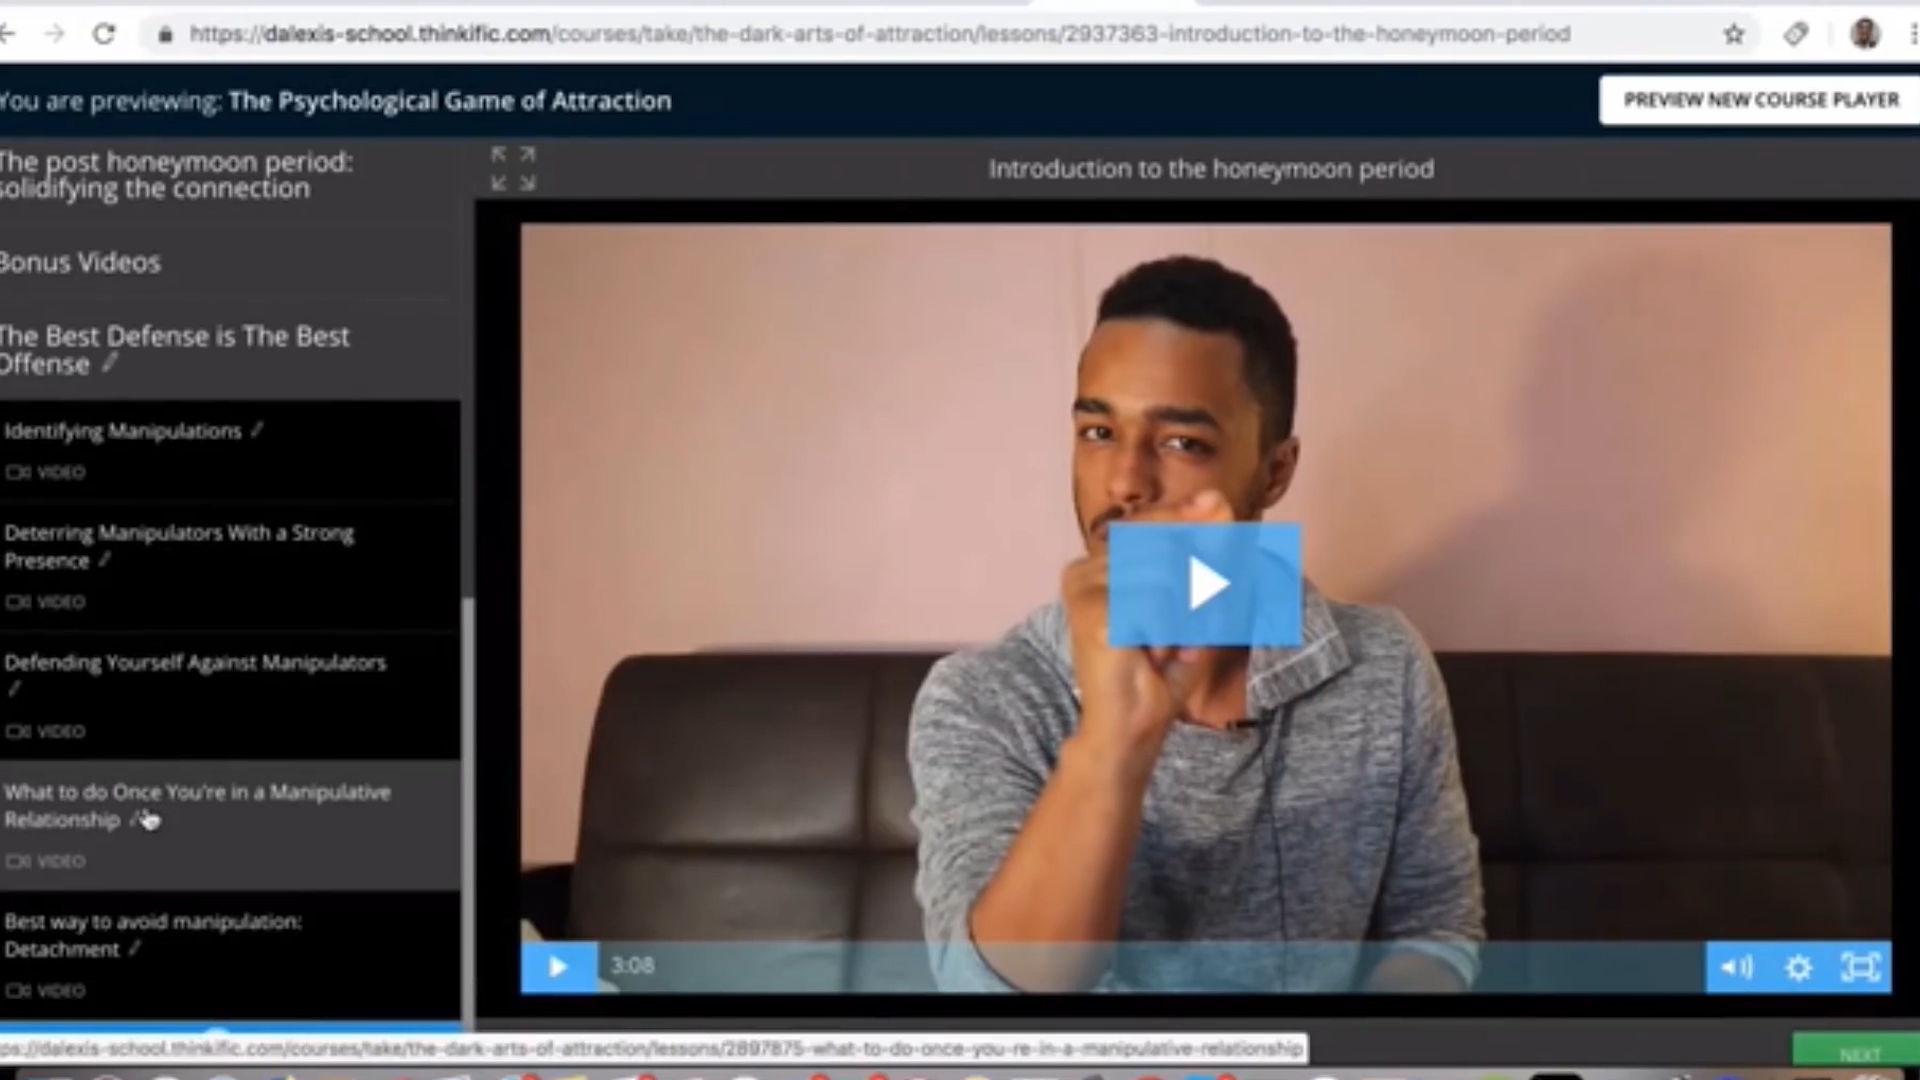 https://dalexis-school.thinkific.com/courses/take/the-dark-arts-of-attraction/lessons/2937363-introduction-to-the-honeymoon-period
You are previewing: The Psychological Game of Attraction
PREVIEW NEW COURSE PLAYER
The post honeymoon period:
solidifying the connection
Introduction to the honeymoon period
Bonus Videos
The Best Defense is The Best
Offense
Identifying Manipulations
VIDEO
Deterring Manipulators With a Strong
Presence
VIDEO
Defending Yourself Against Manipulators
VIDEO
What to do Once You're in a Manipulative
Relationship
VIDEO
Best way to avoid manipulation:
Detachment
VIDEO
3:08
ps://dalexis-school.thinkific.com/courses/take/the-dark-arts-of-attraction/lessons/2897875-what-to-do-once-you-re-in-a-manipulative-relationship
NEXT